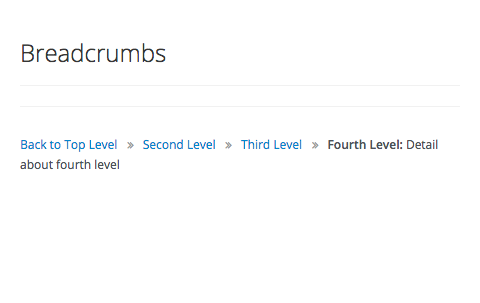 Breadcrumbs
Back to Top Level » Second Level » Third Level » Fourth Level: Detail
about fourth level